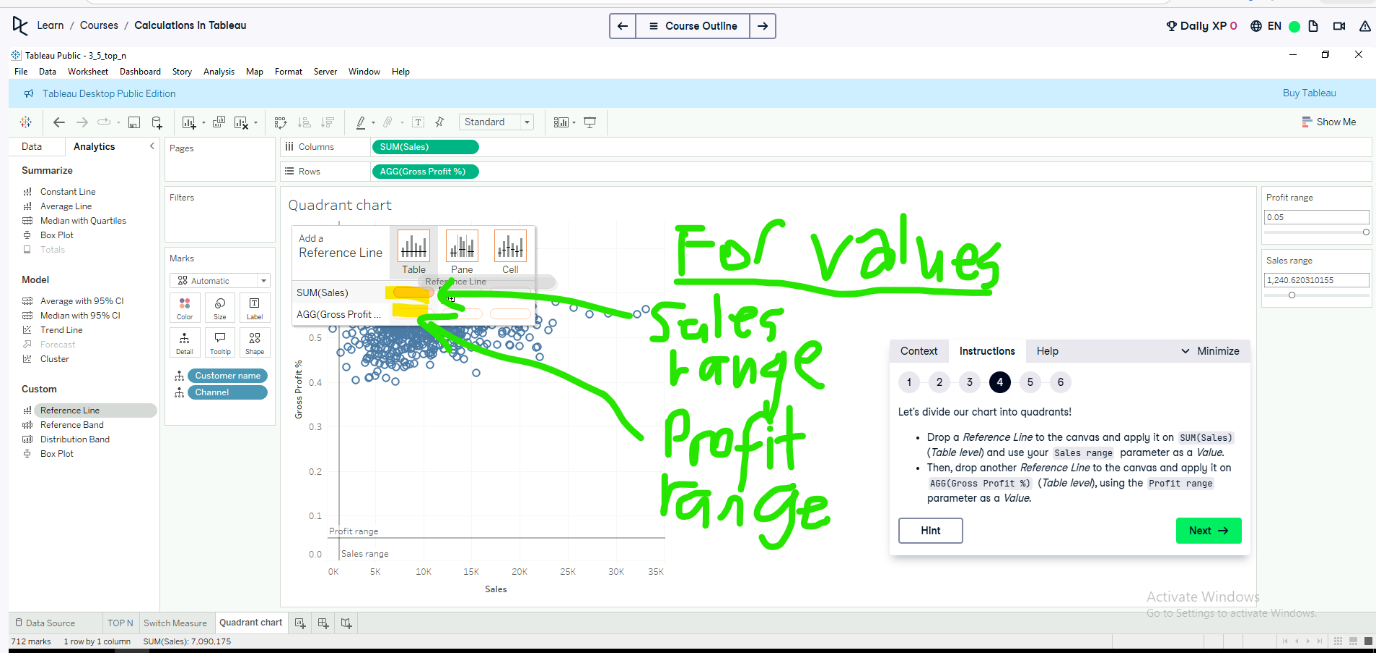 Learn / Courses / Calculations in Tableau
Course Outline
Daily XP 0
EN
Tableau Public - 3_5_top_n
File Data Worksheet Dashboard Story Analysis Map Format Server Window Help
Tableau Desktop Public Edition
Buy Tableau
Standard
Show Me
Data
Analytics
Summarize
Constant Line
Average Line
Median with Quartiles
Box Plot
Totals
Model
Average with 95% CI
Median with 95% CI
Trend Line
Forecast
Cluster
Custom
Reference Line
Reference Band
Distribution Band
Box Plot
Pages
Filters
Marks
Automatic
Color
Size
Label
Detail
Tooltip
Shape
Customer name
Channel
Columns
SUM(Sales)
Rows
AGG(Gross Profit %)
Quadrant chart
Add a
Reference Line
Table
Pane
Cell
Reference Line
SUM(Sales)
AGG(Gross Profit ...
Gross Profit %
0.5
0.4
0.3
0.2
0.1
0.0
Profit range
Sales range
0K 5K 10K 15K 20K 25K 30K 35K
Sales
For values
Sales
range
Profit
range
Profit range
0.05
Sales range
1,240.620310155
Context
Instructions
Help
Minimize
1 2 3 4 5 6
Let's divide our chart into quadrants!
• Drop a Reference Line to the canvas and apply it on SUM(Sales)
(Table level) and use your Sales range parameter as a Value.
• Then, drop another Reference Line to the canvas and apply it on
AGG(Gross Profit %) (Table level), using the Profit range
parameter as a Value.
Hint
Next →
Activate Windows
Go to Settings to activate Windows.
Data Source
TOP N
Switch Measure
Quadrant chart
712 marks 1 row by 1 column SUM(Sales): 7,090,175